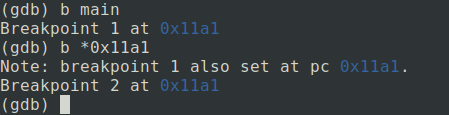 (gdb) b main
Breakpoint 1 at 0x11a1
(gdb) b *0x11a1
Note: breakpoint 1 also set at pc 0x11a1.
Breakpoint 2 at 0x11a1
(gdb)